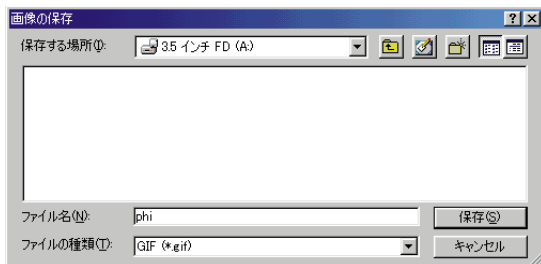 画像の保存
保存する場所(I): 3.5 インチ FD (A:)
ファイル名(N): phi 保存(S)
ファイルの種類(T): GIF (*.gif) キャンセル